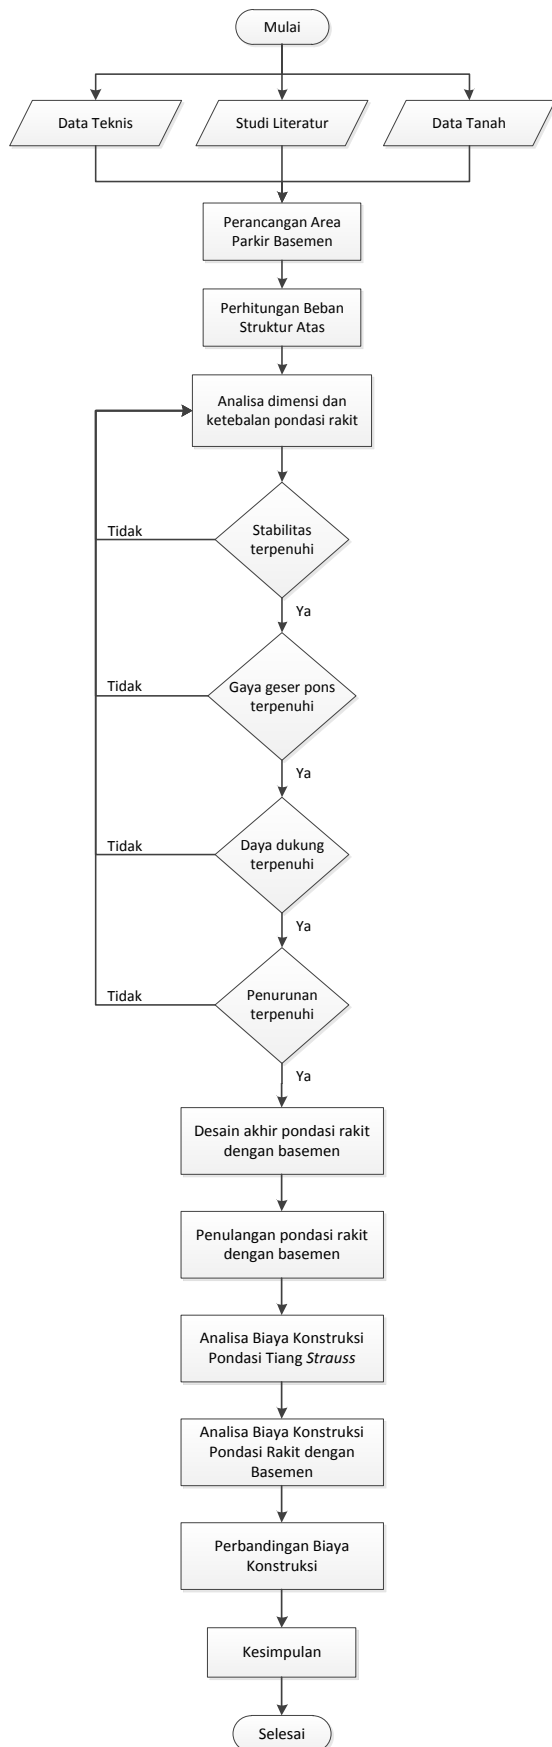 Mulai
Data Teknis
Studi Literatur
Data Tanah
Perancangan Area
Parkir Basemen
Perhitungan Beban
Struktur Atas
Analisa dimensi dan
ketebalan pondasi rakit
Tidak
Stabilitas
terpenuhi
Ya
Tidak
Gaya geser pons
terpenuhi
Ya
Tidak
Daya dukung
terpenuhi
Ya
Tidak
Penurunan
terpenuhi
Ya
Desain akhir pondasi rakit
dengan basemen
Penulangan pondasi rakit
dengan basemen
Analisa Biaya Konstruksi
Pondasi Tiang Strauss
Analisa Biaya Konstruksi
Pondasi Rakit dengan
Basemen
Perbandingan Biaya
Konstruksi
Kesimpulan
Selesai